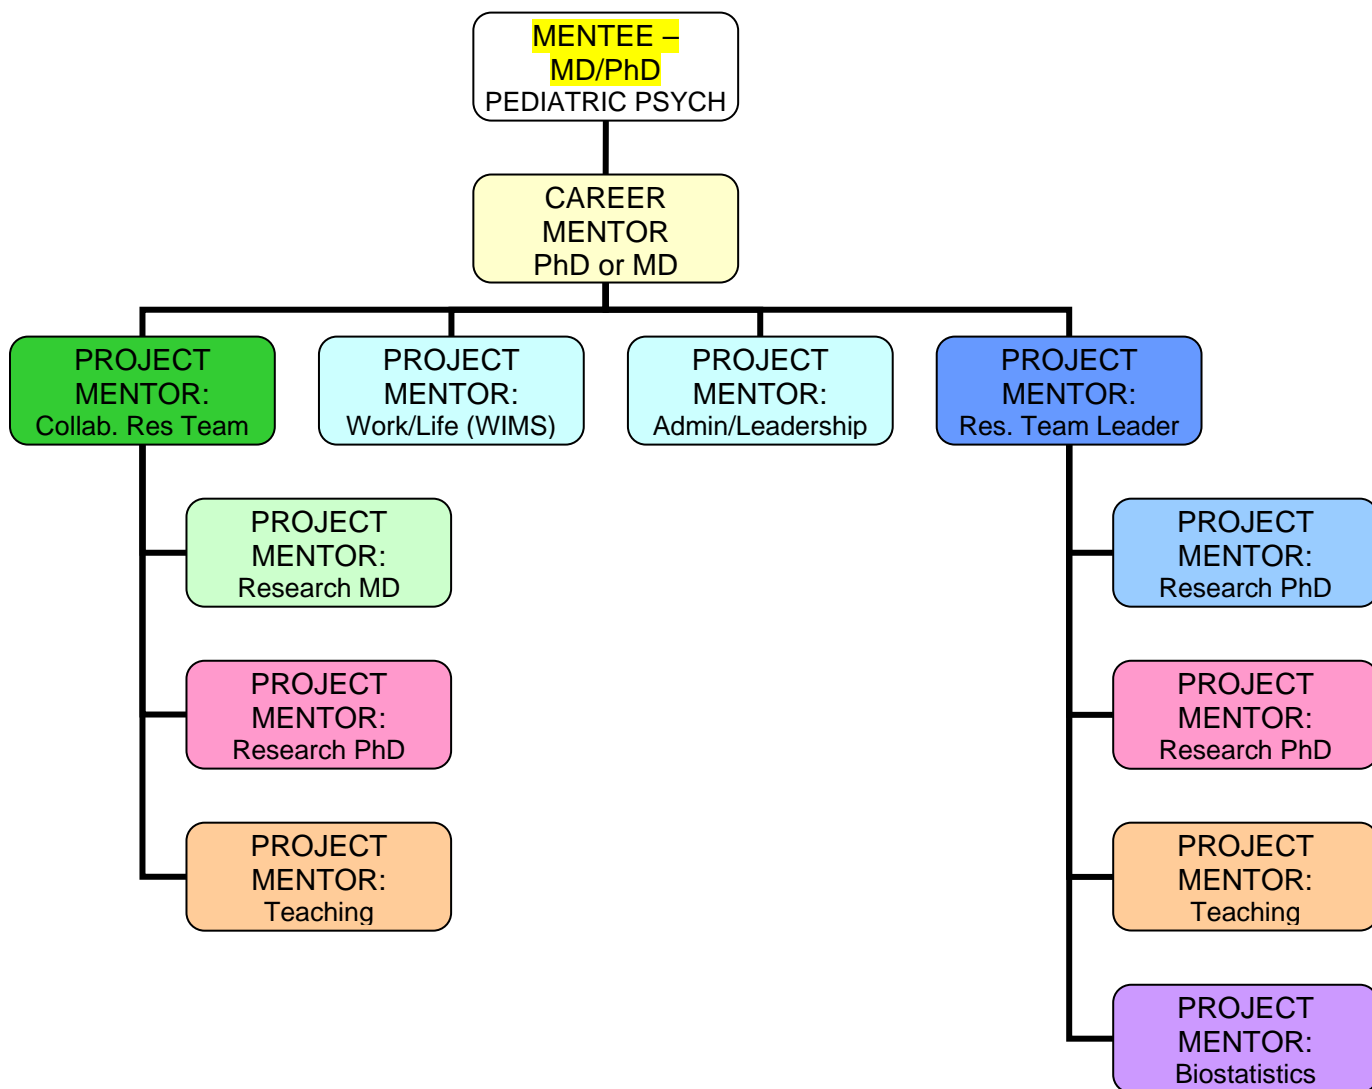 MENTEE –
MD/PhD
PEDIATRIC PSYCH
CAREER
MENTOR
PhD or MD
PROJECT
MENTOR:
Collab. Res Team
PROJECT
MENTOR:
Work/Life (WIMS)
PROJECT
MENTOR:
Admin/Leadership
PROJECT
MENTOR:
Res. Team Leader
PROJECT
MENTOR:
Research MD
PROJECT
MENTOR:
Research PhD
PROJECT
MENTOR:
Research PhD
PROJECT
MENTOR:
Research PhD
PROJECT
MENTOR:
Teaching
PROJECT
MENTOR:
Teaching
PROJECT
MENTOR:
Biostatistics